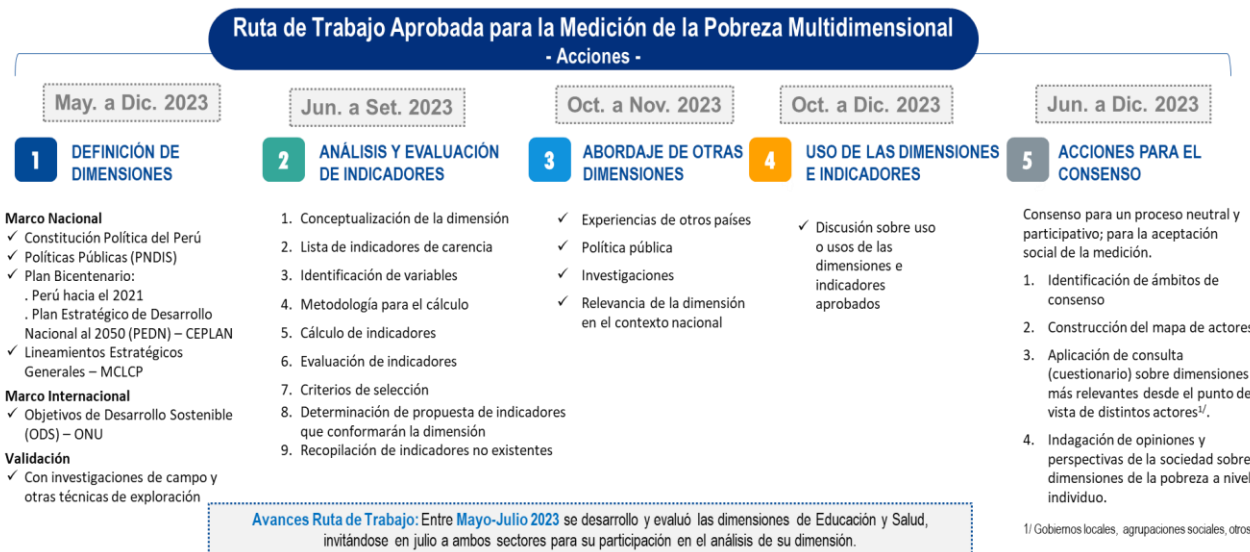 Ruta de Trabajo Aprobada para la Medición de la Pobreza Multidimensional
- Acciones -
May. a Dic. 2023
1
DEFINICIÓN DE
DIMENSIONES
Marco Nacional
✓ Constitución Política del Perú
✓ Políticas Públicas (PNDIS)
✓ Plan Bicentenario:
. Perú hacia el 2021
. Plan Estratégico de Desarrollo
Nacional al 2050 (PEDN) – CEPLAN
✓ Lineamientos Estratégicos
Generales – MCLCP
Marco Internacional
✓ Objetivos de Desarrollo Sostenible
(ODS) – ONU
Validación
✓ Con investigaciones de campo y
otras técnicas de exploración
Jun. a Set. 2023
2
ANÁLISIS Y EVALUACIÓN
DE INDICADORES
1. Conceptualización de la dimensión
2. Lista de indicadores de carencia
3. Identificación de variables
4. Metodología para el cálculo
5. Cálculo de indicadores
6. Evaluación de indicadores
7. Criterios de selección
8. Determinación de propuesta de indicadores
que conformarán la dimensión
9. Recopilación de indicadores no existentes
Oct. a Nov. 2023
3
ABORDAJE DE OTRAS
DIMENSIONES
✓ Experiencias de otros países
✓ Política pública
✓ Investigaciones
✓ Relevancia de la dimensión
en el contexto nacional
Oct. a Dic. 2023
4
USO DE LAS DIMENSIONES
E INDICADORES
✓ Discusión sobre uso
o usos de las
dimensiones e
indicadores
aprobados
Jun. a Dic. 2023
5
ACCIONES PARA EL
CONSENSO
Consenso para un proceso neutral y
participativo; para la aceptación
social de la medición.
1. Identificación de ámbitos de
consenso
2. Construcción del mapa de actores
3. Aplicación de consulta
(cuestionario) sobre dimensiones
más relevantes desde el punto de
vista de distintos actores1/.
4. Indagación de opiniones y
perspectivas de la sociedad sobre
dimensiones de la pobreza a nivel
individuo.
1/ Gobiernos locales, agrupaciones sociales, otros
Avances Ruta de Trabajo: Entre Mayo-Julio 2023 se desarrollo y evaluó las dimensiones de Educación y Salud,
invitándose en julio a ambos sectores para su participación en el análisis de su dimensión.